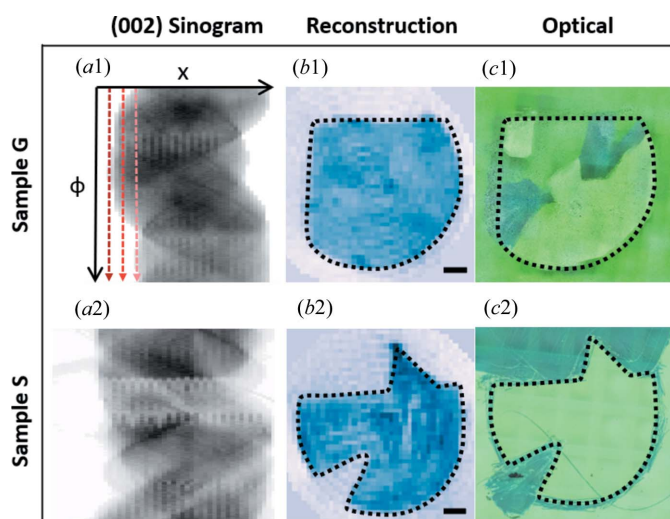 (002) Sinogram Reconstruction Optical
Sample G
(a1) (b1) (c1)
x
ϕ
Sample S
(a2) (b2) (c2)